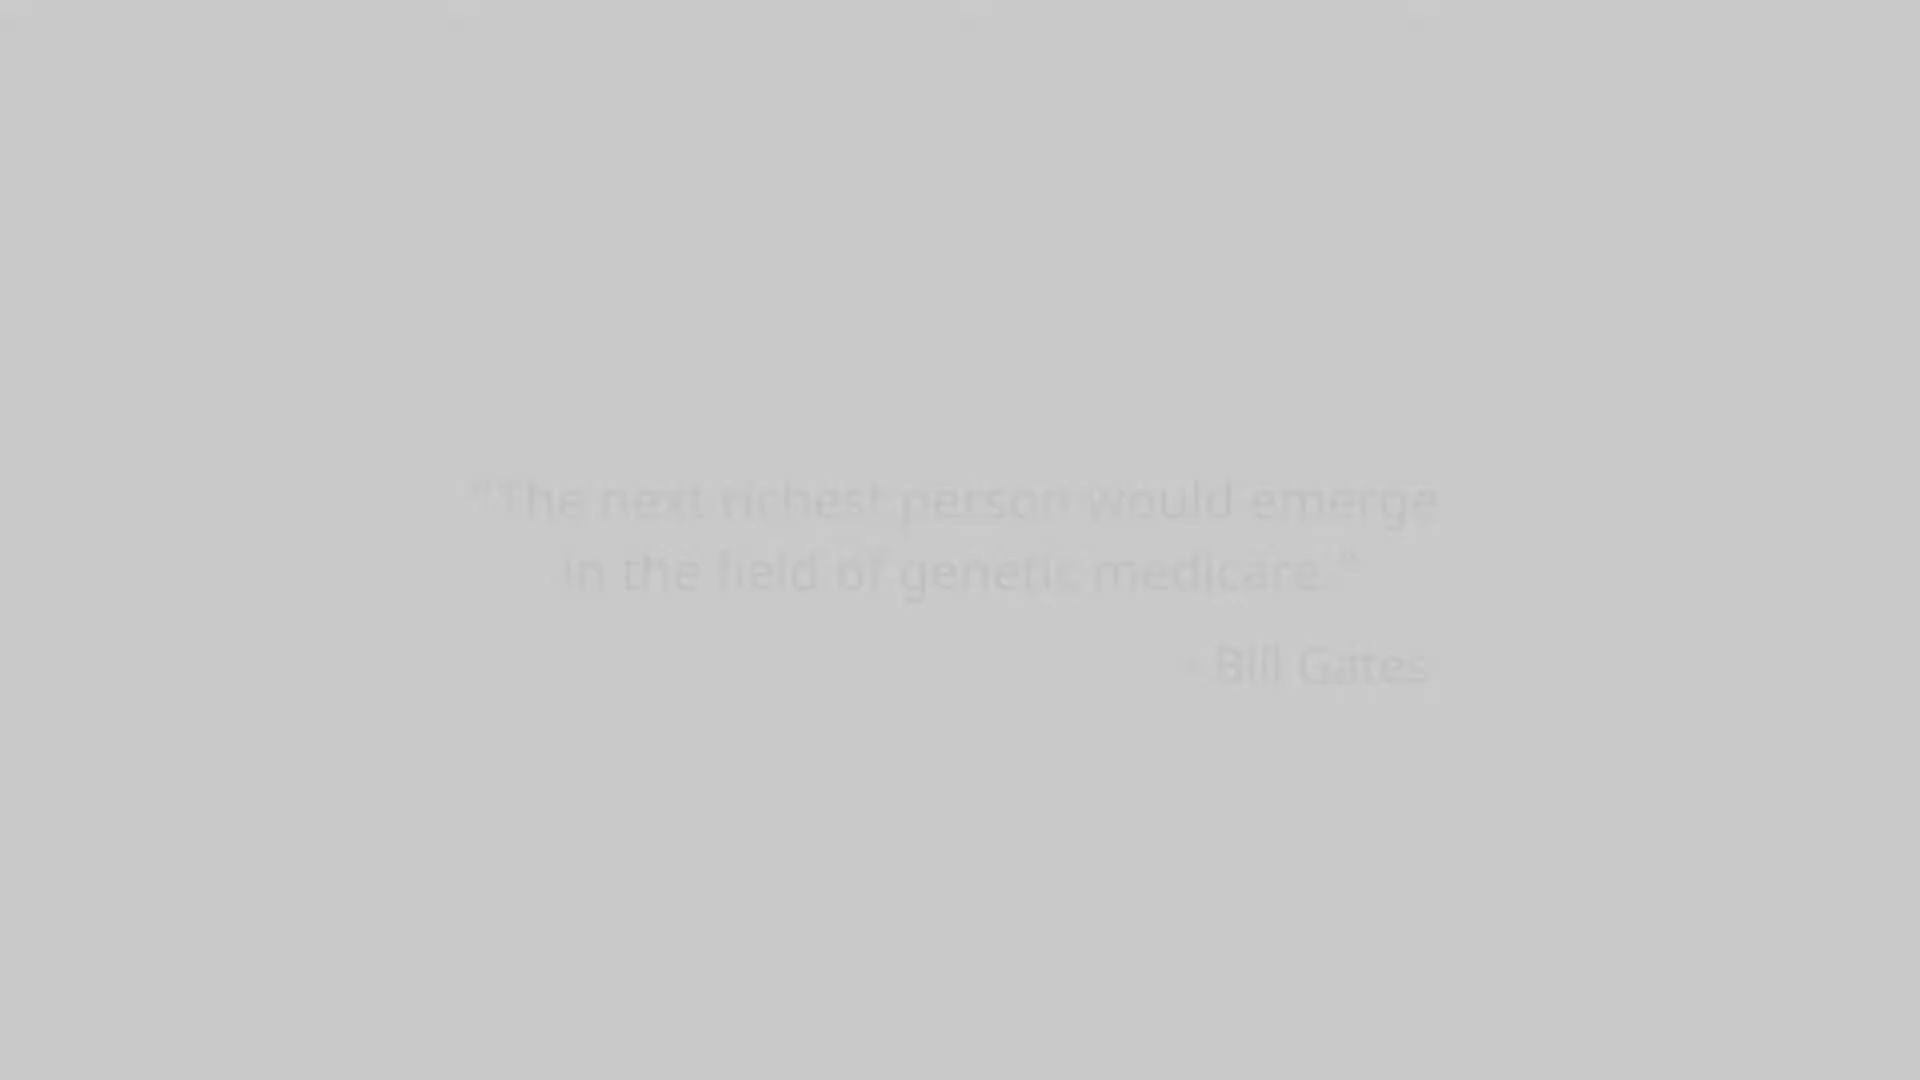 "The next richest person would emerge
in the field of genetic medicare."
- Bill Gates